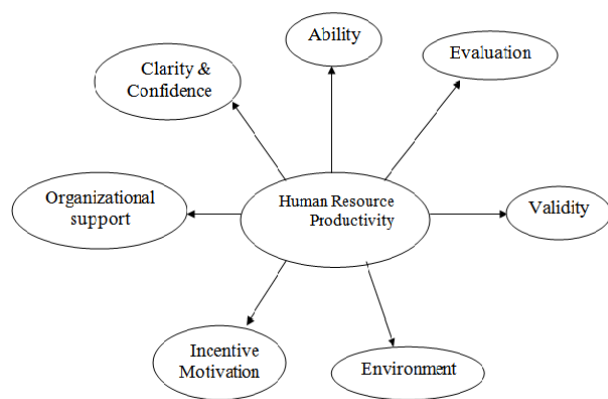 Ability
Evaluation
Clarity &
Confidence
Organizational
support
Human Resource
Productivity
Validity
Incentive
Motivation
Environment